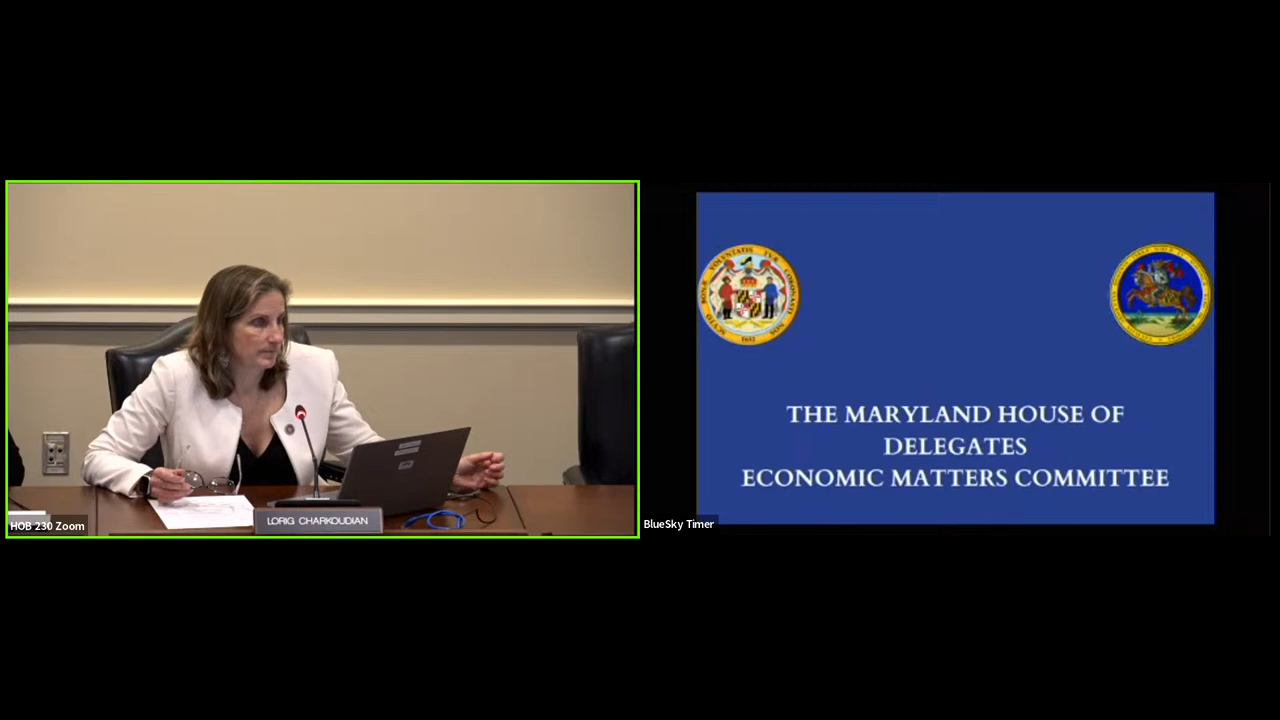 HOB 230 Zoom
LORIG CHARKOUDIAN
THE MARYLAND HOUSE OF
DELEGATES
ECONOMIC MATTERS COMMITTEE
BlueSky Timer